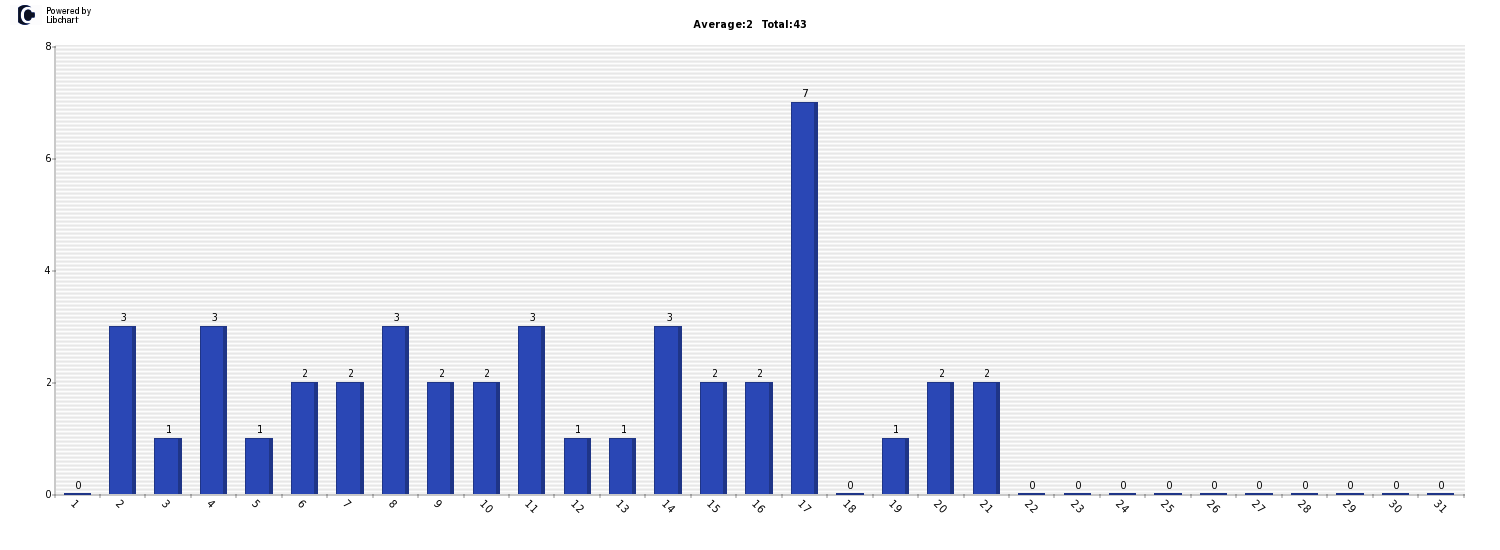 Powered by
Libchart
Average:2 Total:43
8
6
4
2
0
0 3 1 3 1 2 2 3 2 2 3 1 1 3 2 2 7 0 1 2 2 0 0 0 0 0 0 0 0 0 0
1 2 3 4 5 6 7 8 9 10 11 12 13 14 15 16 17 18 19 20 21 22 23 24 25 26 27 28 29 30 31